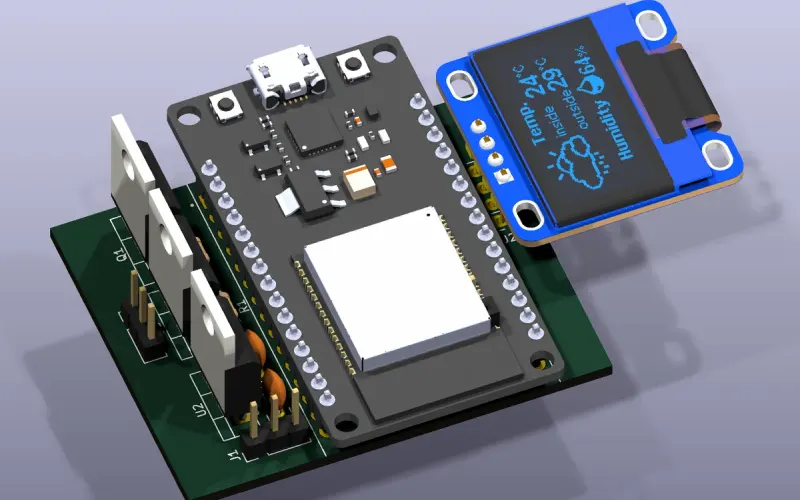 Temp.
24°C
29°C
inside
outside
Humidity
64%
Q1
R1
U2
J1